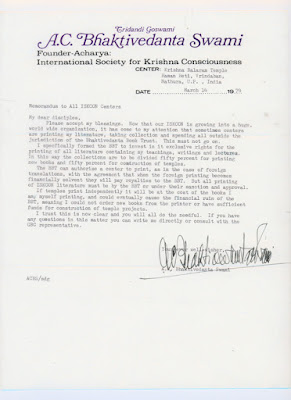 Tridandi Goswami
A.C. Bhaktivedanta Swami
Founder-Acharya:
International Society for Krishna Consciousness
CENTER: Krishna Balaram Temple
Raman Reti, Vrindaban,
Mathura, U.P., India
DATE March 14 1979
Memorandum to All ISKCON Centers
My dear disciples,
Please accept my blessings. Now that our ISKCON is growing into a huge,
world wide organization, it has come to my attention that sometimes centers
are printing my literature, taking collection and spending all outside the
jurisdiction of the Bhaktivedanta Book Trust. This must not go on.
I specifically formed the BBT to invest in it exclusive rights for the
printing of all literature containing my teachings, writings and lectures.
In this way the collections are to be divided fifty percent for printing
new books and fifty percent for construction of temples.
The BBT can authorize a center to print, as in the case of foreign
translations, with the agreement that when the foreign printing becomes
financially solvent they still pay royalties to the BBT. But all printing
of ISKCON literature must be by the BBT or under their sanction and approval.
If temples print independently it will be at the cost of the books I
may myself printing, and could eventually cause the financial ruin of the
BBT, meaning I could not order new books from the printer or have sufficient
funds for construction of temple projects.
I trust this is now clear and you will all do the needful. If you have
any questions in this matter you can write me directly or consult with the
GBC representative.
A.C. Bhaktivedanta Swami